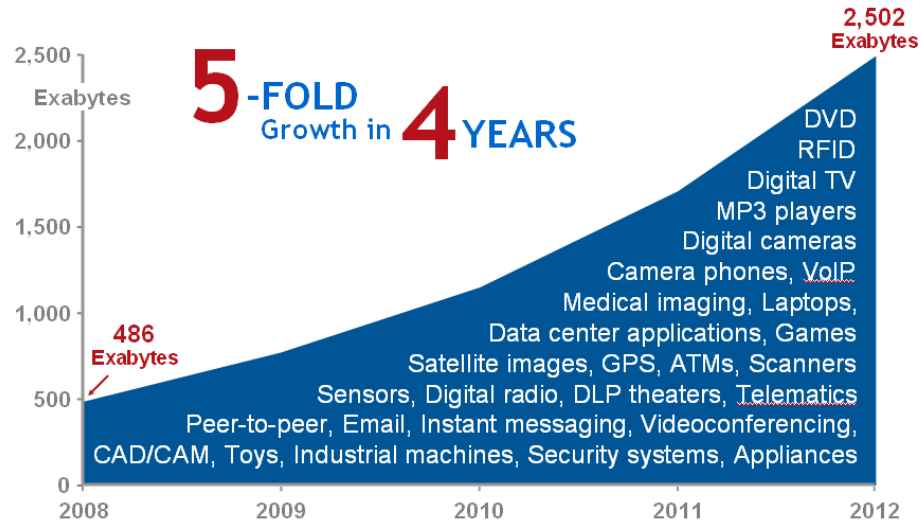 2,502
Exabytes
5-FOLD
Growth in 4 YEARS
2,500
Exabytes
2,000
1,500
1,000
500
0
486
Exabytes
DVD
RFID
Digital TV
MP3 players
Digital cameras
Camera phones, VoIP
Medical imaging, Laptops,
Data center applications, Games
Satellite images, GPS, ATMs, Scanners
Sensors, Digital radio, DLP theaters, Telematics
Peer-to-peer, Email, Instant messaging, Videoconferencing,
CAD/CAM, Toys, Industrial machines, Security systems, Appliances
2008 2009 2010 2011 2012